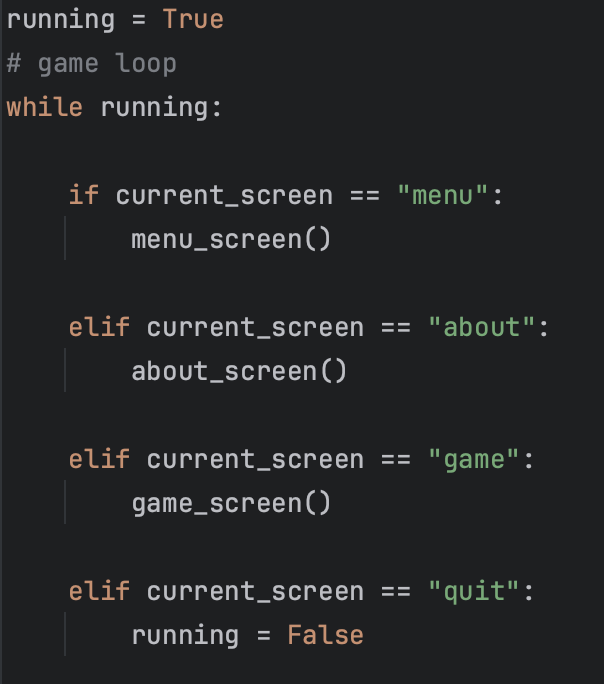 running = True
# game loop
while running:
if current_screen == "menu":
menu_screen()
elif current_screen == "about":
about_screen()
elif current_screen == "game":
game_screen()
elif current_screen == "quit":
running = False